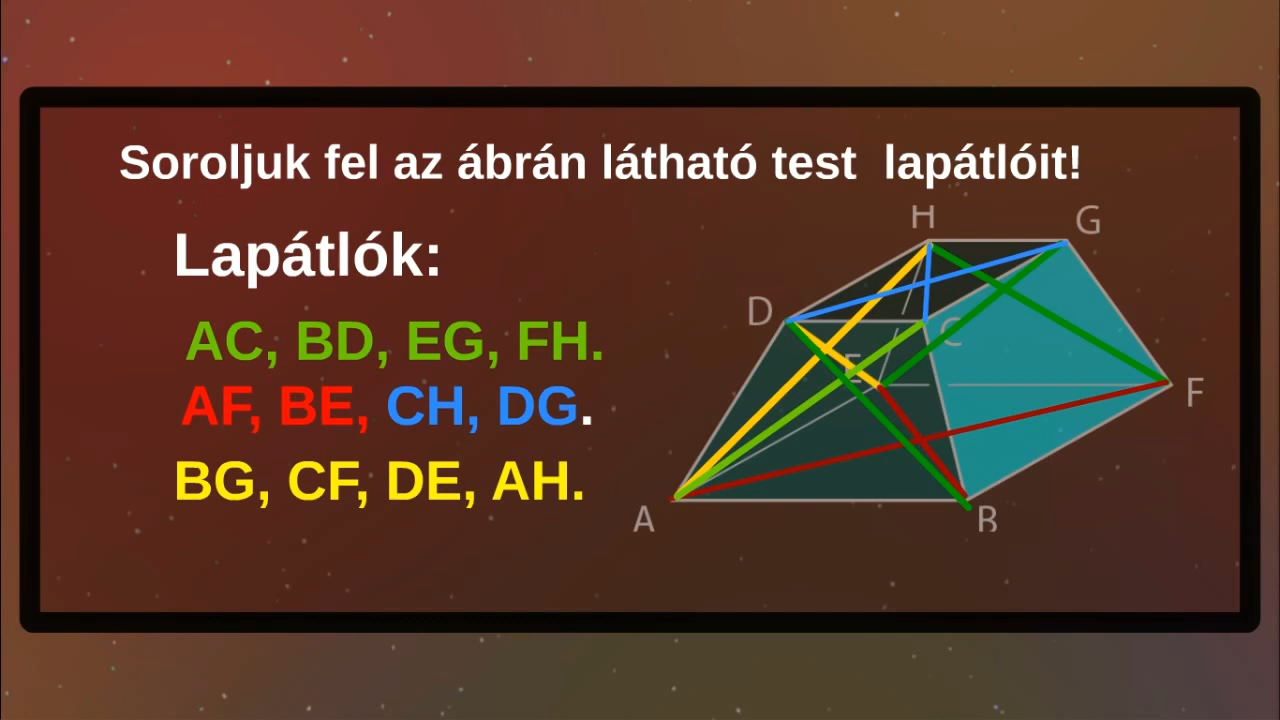 Soroljuk fel az ábrán látható test lapátlóit!
Lapátlók:
AC, BD, EG, FH.
AF, BE, CH, DG.
BG, CF, DE, AH.
H
G
D
C
E
F
A
B